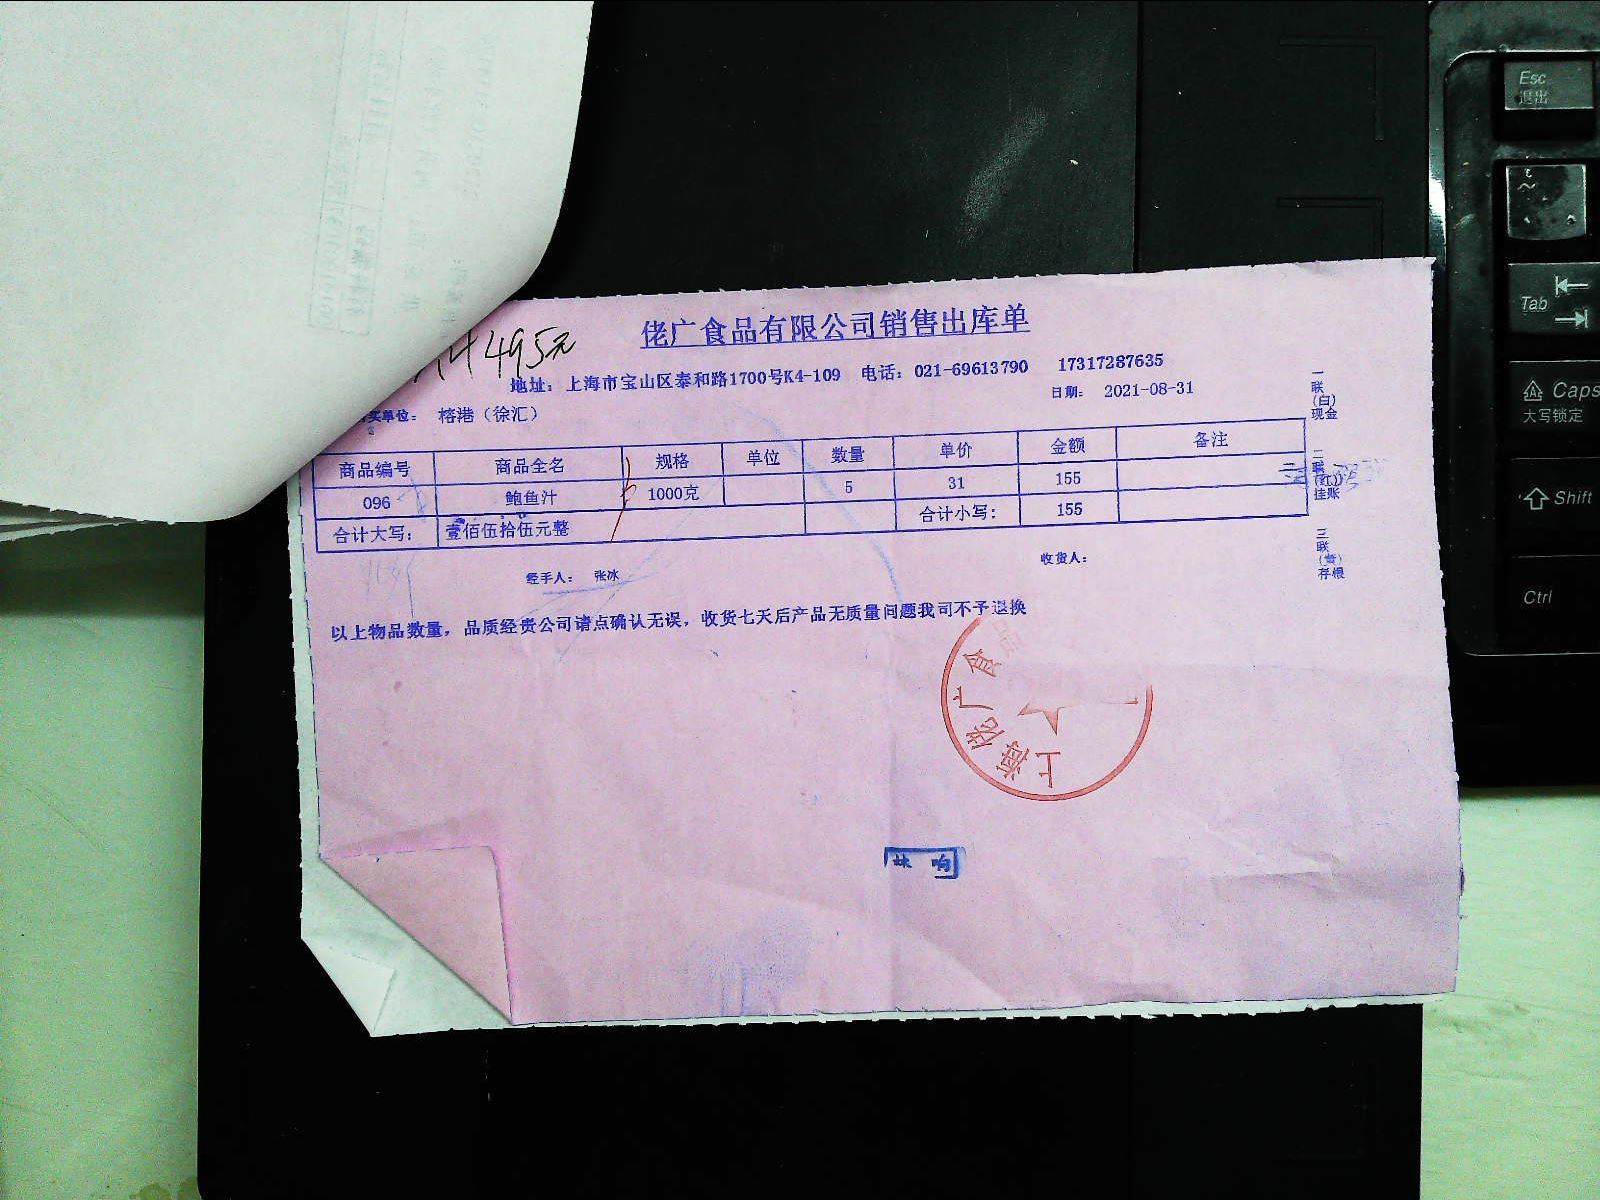 495元
佬广食品有限公司销售出库单
地址：上海市宝山区泰和路1700号K4-109 电话：021-69613790 17317287635
日期： 2021-08-31
买单位： 榕港（徐汇）
商品编号 商品全名 规格 单位 数量 单价 金额 备注
096 鲍鱼汁 1000克 5 31 155
合计大写： 壹佰伍拾伍元整 合计小写： 155
经手人： 张冰 收货人：
以上物品数量，品质经贵公司请点确认无误，收货七天后产品无质量问题我司不予退换
一联（白）现金
二联（红）挂账
三联（黄）存根
上海佬广食
Esc
退出
~
Tab
Caps
大写锁定
Shift
Ctrl